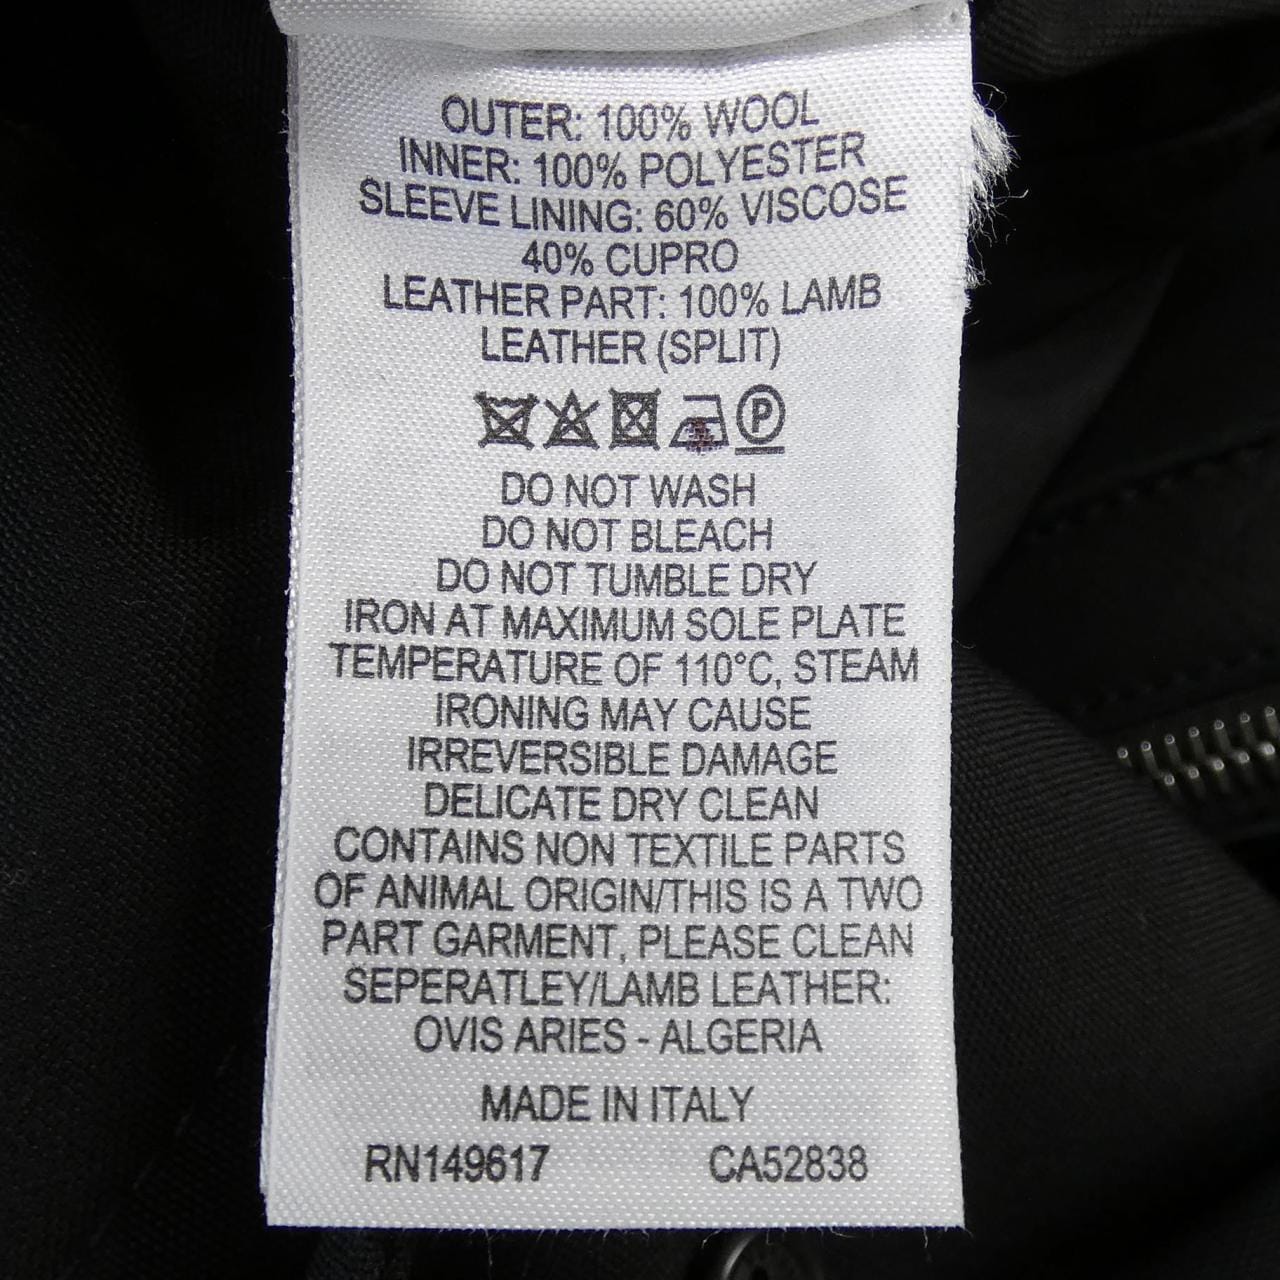 OUTER: 100% WOOL
INNER: 100% POLYESTER
SLEEVE LINING: 60% VISCOSE
40% CUPRO
LEATHER PART: 100% LAMB
LEATHER (SPLIT)
P
DO NOT WASH
DO NOT BLEACH
DO NOT TUMBLE DRY
IRON AT MAXIMUM SOLE PLATE
TEMPERATURE OF 110°C, STEAM
IRONING MAY CAUSE
IRREVERSIBLE DAMAGE
DELICATE DRY CLEAN
CONTAINS NON TEXTILE PARTS
OF ANIMAL ORIGIN/THIS IS A TWO
PART GARMENT, PLEASE CLEAN
SEPERATLEY/LAMB LEATHER:
OVIS ARIES - ALGERIA
MADE IN ITALY
RN149617 CA52838